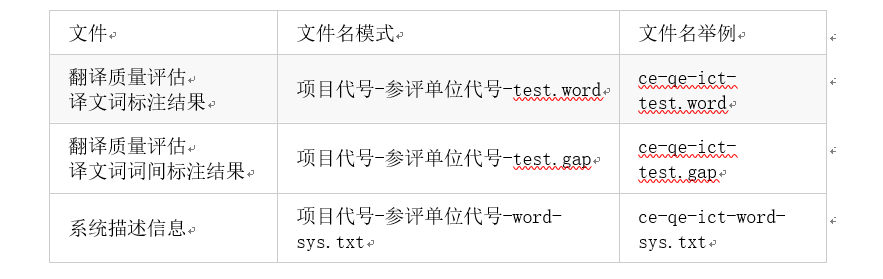 文件 文件名模式 文件名举例
翻译质量评估
译文词标注结果
项目代号-参评单位代号-test.word
ce-qe-ict-
test.word
翻译质量评估
译文词词间标注结果
项目代号-参评单位代号-test.gap
ce-qe-ict-
test.gap
系统描述信息
项目代号-参评单位代号-word-
sys.txt
ce-qe-ict-word-
sys.txt